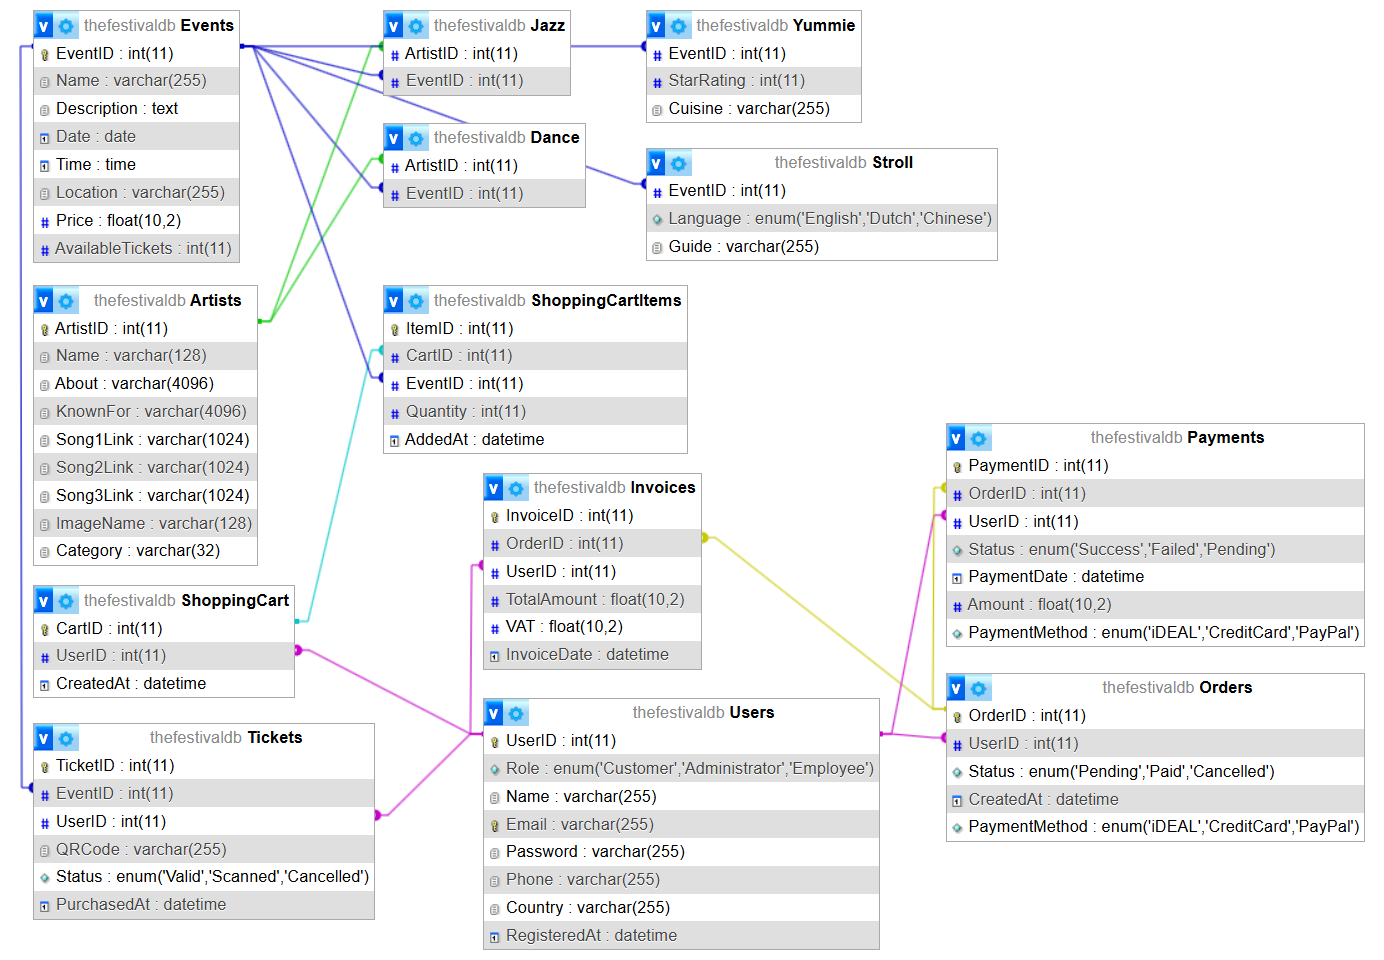 thefestivaldb Events
EventID : int(11)
Name : varchar(255)
Description : text
Date : date
Time : time
Location : varchar(255)
Price : float(10,2)
AvailableTickets : int(11)
thefestivaldb Jazz
ArtistID : int(11)
EventID : int(11)
thefestivaldb Yummie
EventID : int(11)
StarRating : int(11)
Cuisine : varchar(255)
thefestivaldb Dance
ArtistID : int(11)
EventID : int(11)
thefestivaldb Stroll
EventID : int(11)
Language : enum('English','Dutch','Chinese')
Guide : varchar(255)
thefestivaldb Artists
ArtistID : int(11)
Name : varchar(128)
About : varchar(4096)
KnownFor : varchar(4096)
Song1Link : varchar(1024)
Song2Link : varchar(1024)
Song3Link : varchar(1024)
ImageName : varchar(128)
Category : varchar(32)
thefestivaldb ShoppingCartItems
ItemID : int(11)
CartID : int(11)
EventID : int(11)
Quantity : int(11)
AddedAt : datetime
thefestivaldb Payments
PaymentID : int(11)
OrderID : int(11)
UserID : int(11)
Status : enum('Success','Failed','Pending')
PaymentDate : datetime
Amount : float(10,2)
PaymentMethod : enum('iDEAL','CreditCard','PayPal')
thefestivaldb Invoices
InvoiceID : int(11)
OrderID : int(11)
UserID : int(11)
TotalAmount : float(10,2)
VAT : float(10,2)
InvoiceDate : datetime
thefestivaldb ShoppingCart
CartID : int(11)
UserID : int(11)
CreatedAt : datetime
thefestivaldb Orders
OrderID : int(11)
UserID : int(11)
Status : enum('Pending','Paid','Cancelled')
CreatedAt : datetime
PaymentMethod : enum('iDEAL','CreditCard','PayPal')
thefestivaldb Users
UserID : int(11)
Role : enum('Customer','Administrator','Employee')
Name : varchar(255)
Email : varchar(255)
Password : varchar(255)
Phone : varchar(255)
Country : varchar(255)
RegisteredAt : datetime
thefestivaldb Tickets
TicketID : int(11)
EventID : int(11)
UserID : int(11)
QRCode : varchar(255)
Status : enum('Valid','Scanned','Cancelled')
PurchasedAt : datetime